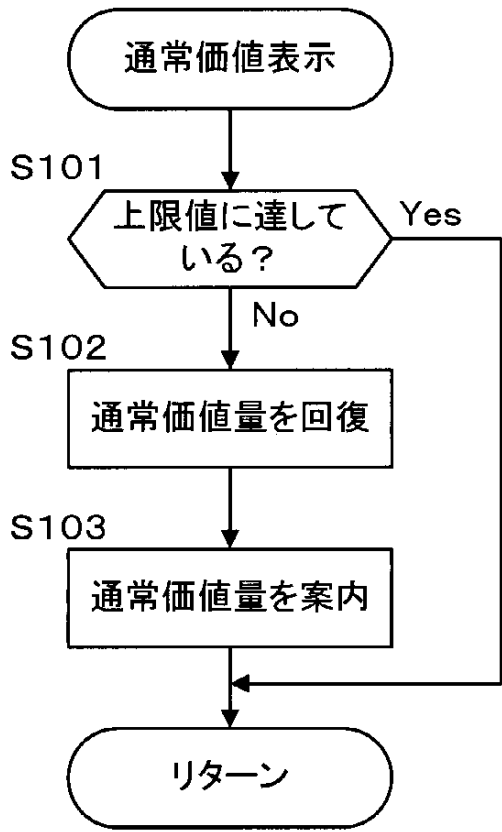 通常価値表示
S101
上限値に達して
いる?
Yes
No
S102
通常価値量を回復
S103
通常価値量を案内
リターン